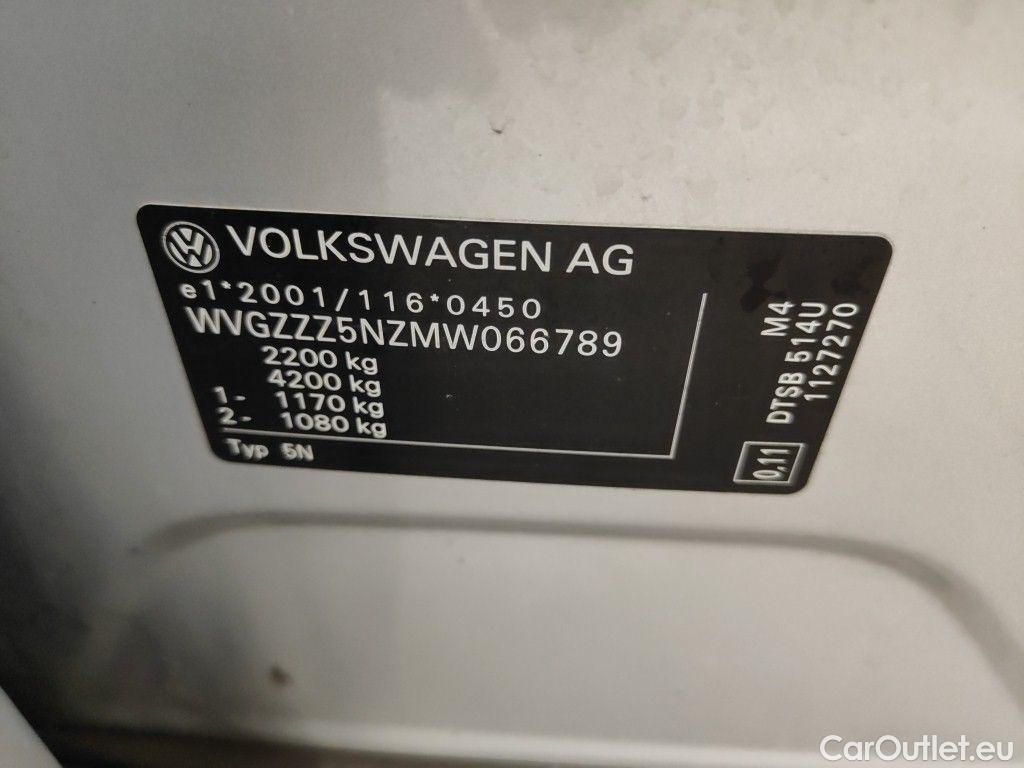 VOLKSWAGEN AG
e1*2001/116*0450
WVGZZZ5NZMW066789
2200 kg
4200 kg
1- 1170 kg
2- 1080 kg
Typ 5N
M4
DTSB 514U
1127270
0,11
CarOutlet.eu